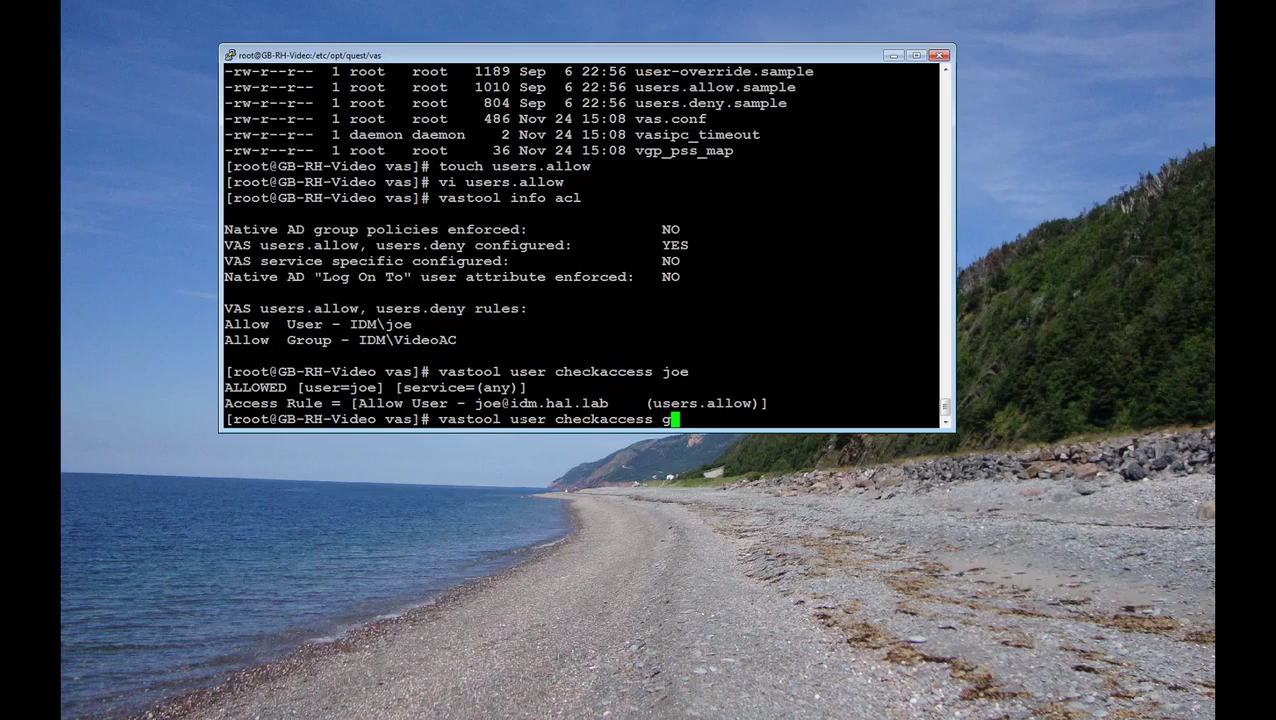 root@GB-RH-Video:/etc/opt/quest/vas
-rw-r--r-- 1 root root 1189 Sep 6 22:56 user-override.sample
-rw-r--r-- 1 root root 1010 Sep 6 22:56 users.allow.sample
-rw-r--r-- 1 root root 804 Sep 6 22:56 users.deny.sample
-rw-r--r-- 1 root root 486 Nov 24 15:08 vas.conf
-rw-r--r-- 1 daemon daemon 2 Nov 24 15:08 vasipc_timeout
-rw-r--r-- 1 root root 36 Nov 24 15:08 vgp_pss_map
[root@GB-RH-Video vas]# touch users.allow
[root@GB-RH-Video vas]# vi users.allow
[root@GB-RH-Video vas]# vastool info acl
Native AD group policies enforced: NO
VAS users.allow, users.deny configured: YES
VAS service specific configured: NO
Native AD "Log On To" user attribute enforced: NO
VAS users.allow, users.deny rules:
Allow User - IDM\joe
Allow Group - IDM\VideoAC
[root@GB-RH-Video vas]# vastool user checkaccess joe
ALLOWED [user=joe] [service=(any)]
Access Rule = [Allow User - joe@idm.hal.lab (users.allow)]
[root@GB-RH-Video vas]# vastool user checkaccess g